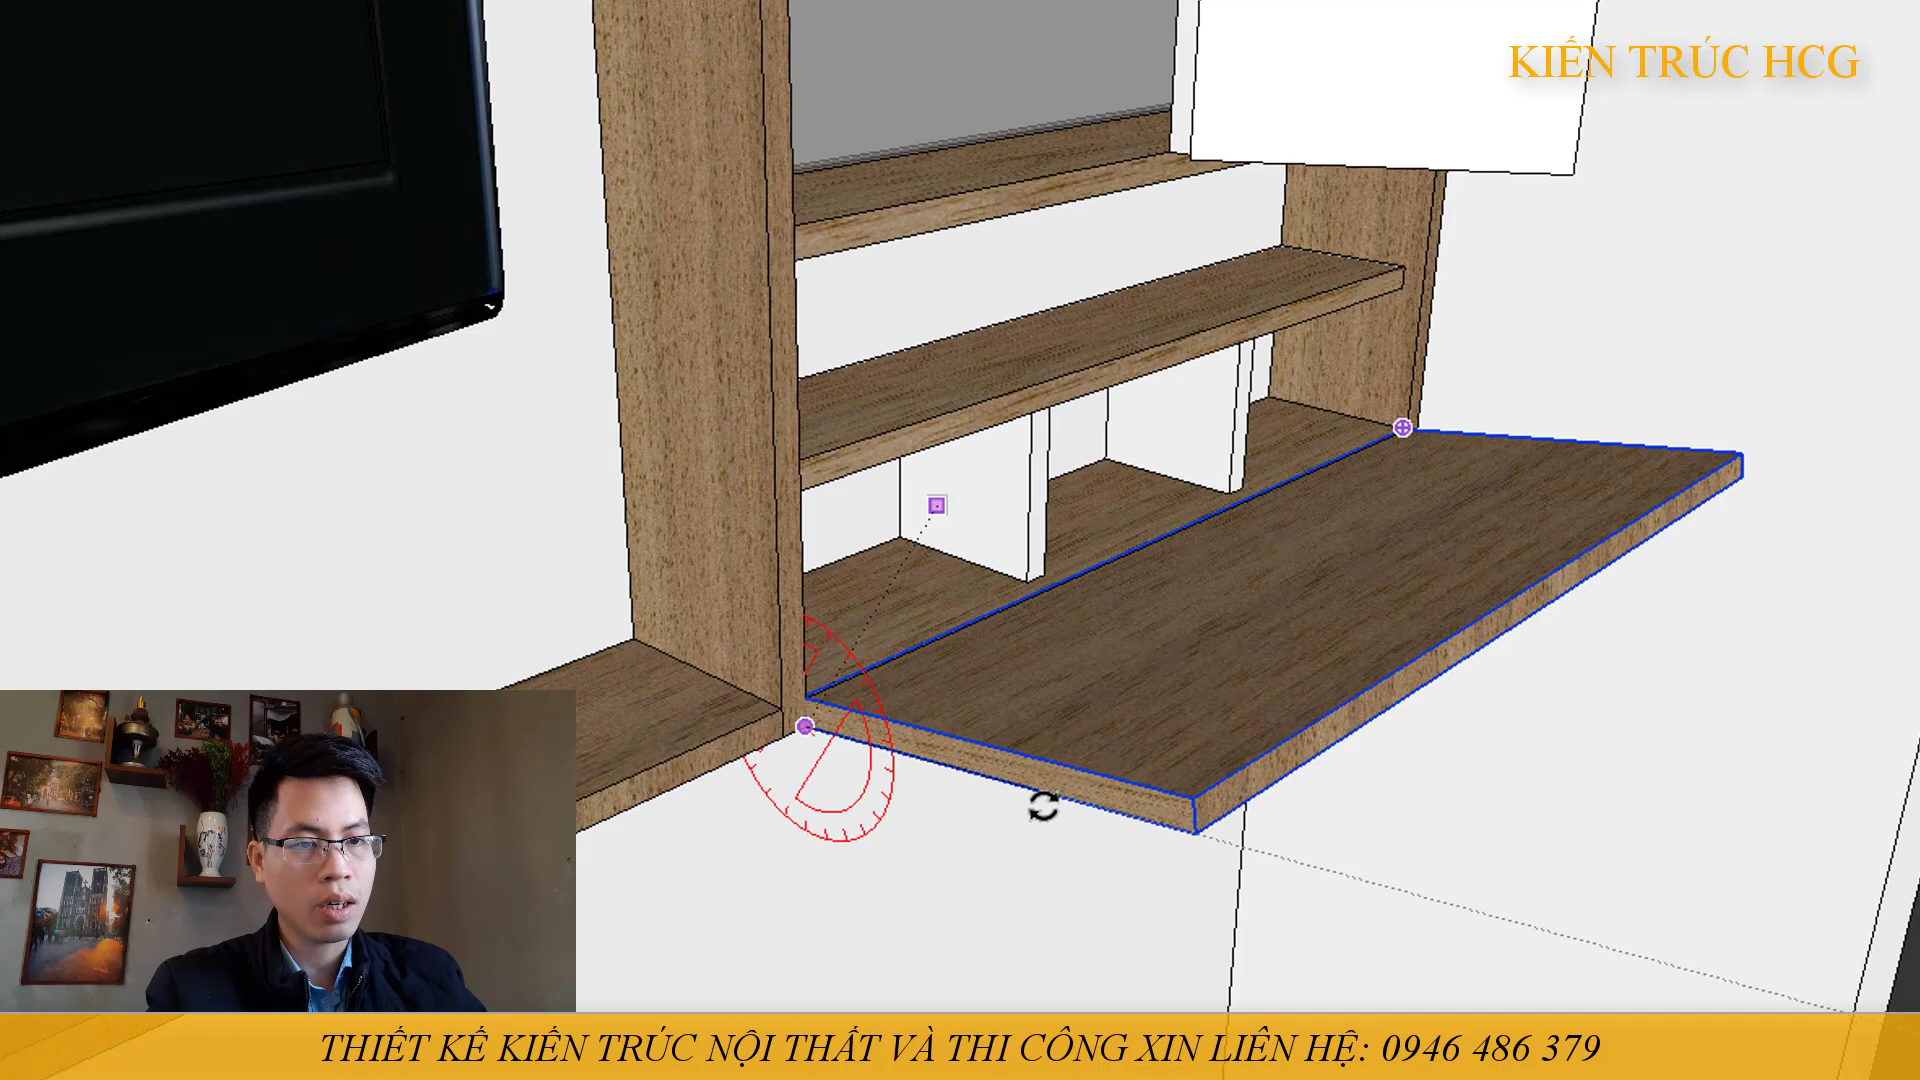 KIẾN TRÚC HCG
THIẾT KẾ KIẾN TRÚC NỘI THẤT VÀ THI CÔNG XIN LIÊN HỆ: 0946 486 379